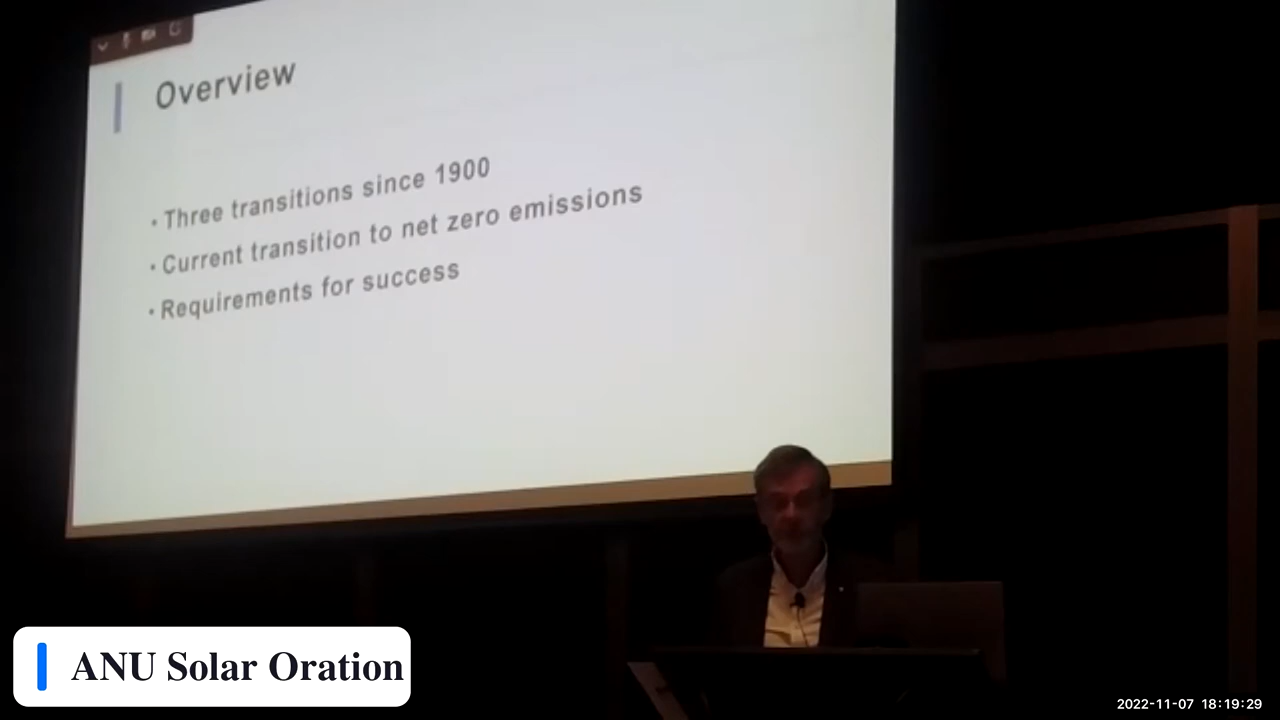 Overview
• Three transitions since 1900
• Current transition to net zero emissions
• Requirements for success
ANU Solar Oration
2022-11-07 18:19:29